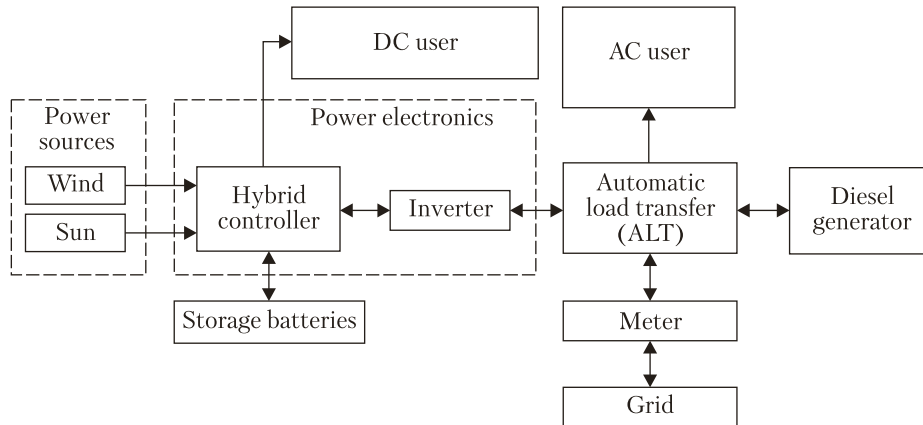 DC user
AC user
Power
sources
Power electronics
Wind
Sun
Hybrid
controller
Inverter
Automatic
load transfer
(ALT)
Diesel
generator
Storage batteries
Meter
Grid